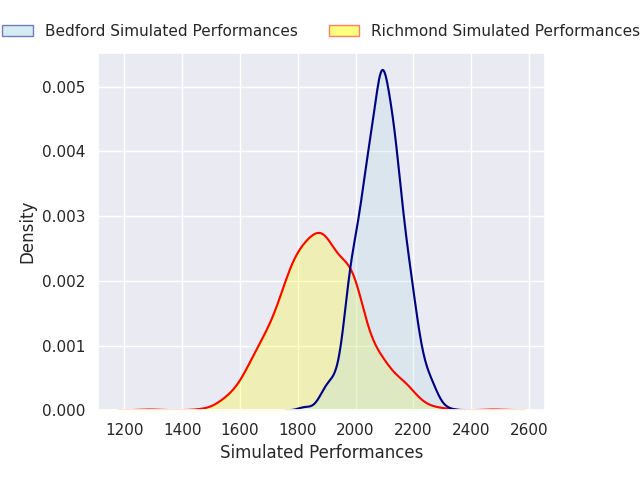 Bedford Simulated Performances Richmond Simulated Performances
0.005
0.004
0.003
0.002
0.001
0.000
Density
1200 1400 1600 1800 2000 2200 2400 2600
Simulated Performances